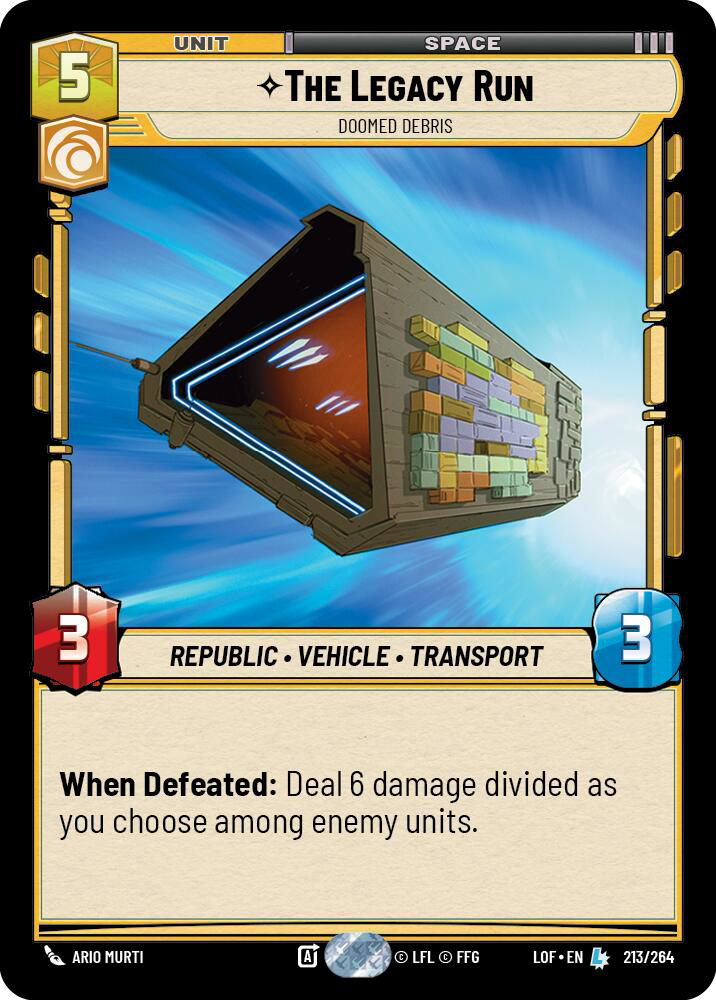 UNIT
SPACE
5
THE LEGACY RUN
DOOMED DEBRIS
3
REPUBLIC • VEHICLE • TRANSPORT
3
When Defeated: Deal 6 damage divided as
you choose among enemy units.
ARIO MURTI
A
© LFL © FFG
LOF • EN
L
213/264